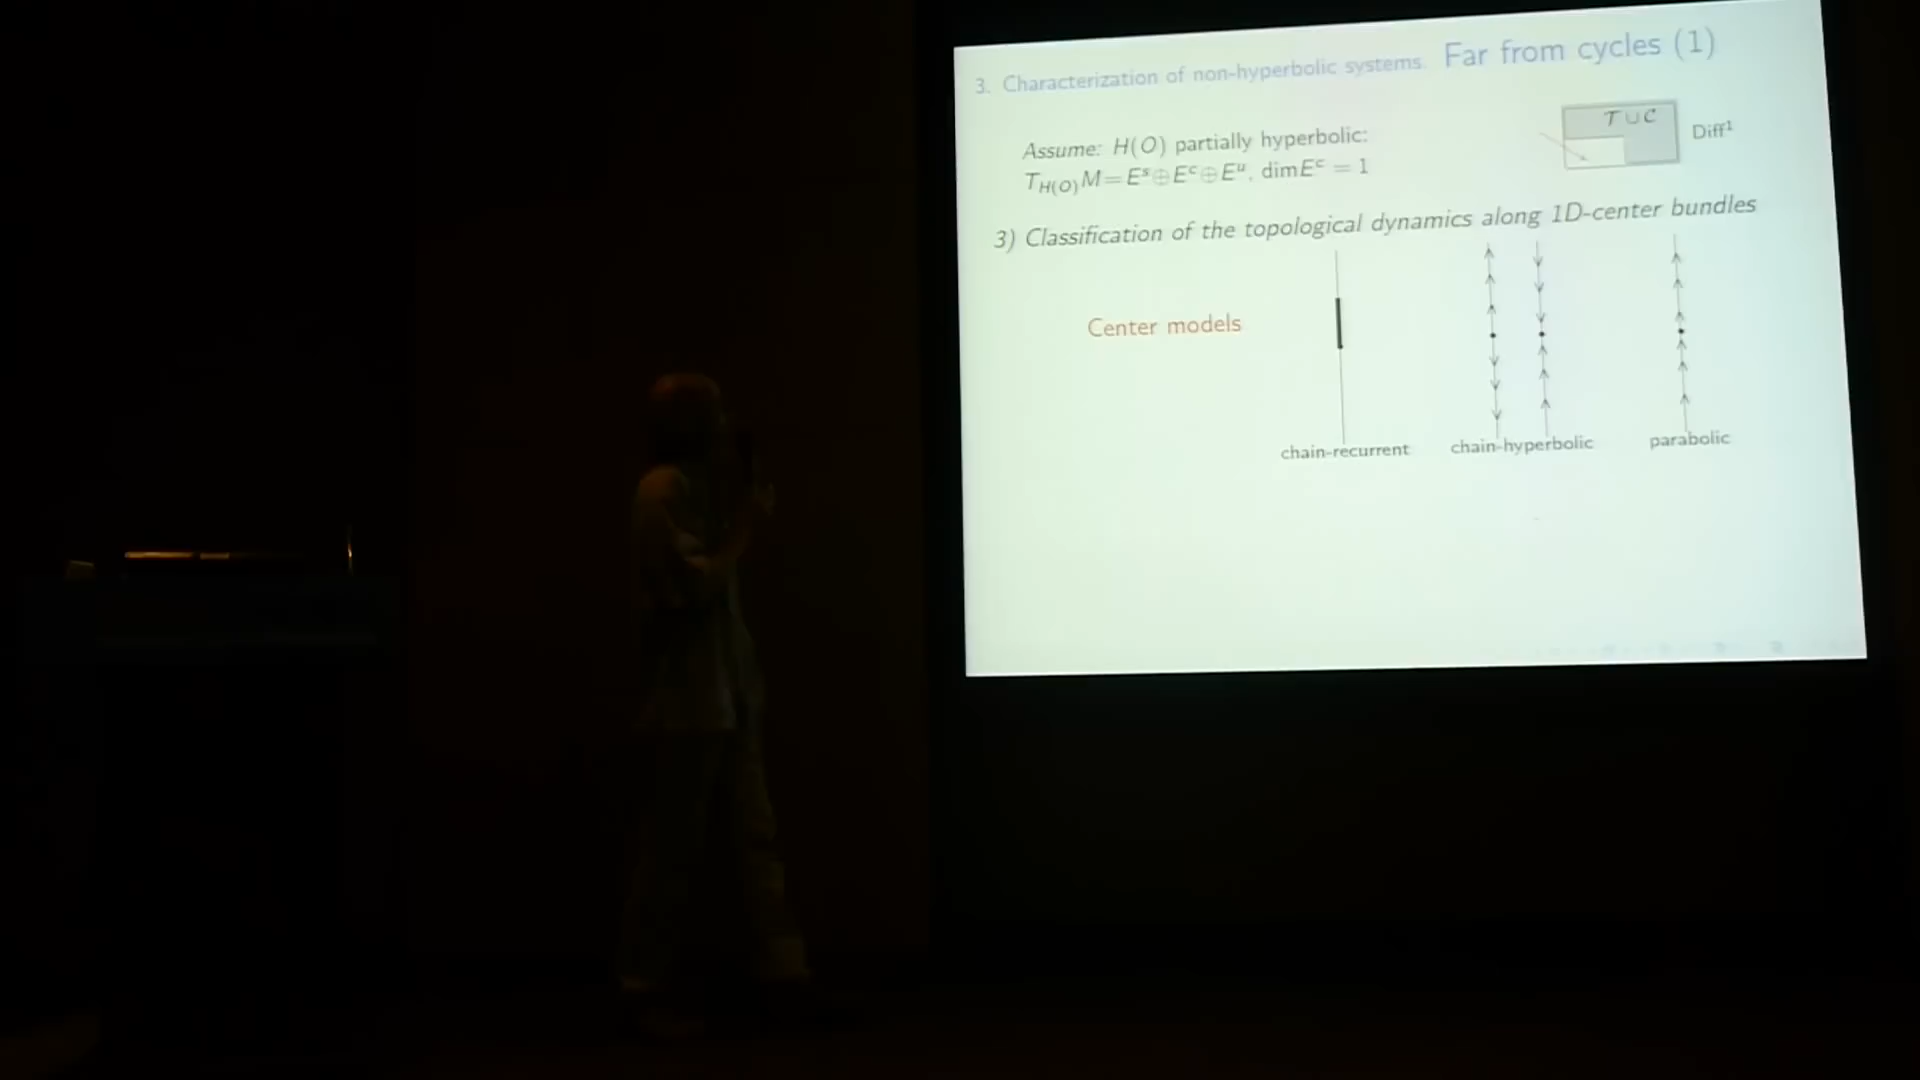 3. Characterization of non-hyperbolic systems. Far from cycles (1)
Assume: H(O) partially hyperbolic:
T_{H(O)}M = E^s ⊕ E^c ⊕ E^u, dim E^c = 1
𝒯 ∪ 𝒞
Diff¹
3) Classification of the topological dynamics along 1D-center bundles
Center models
chain-recurrent
chain-hyperbolic
parabolic